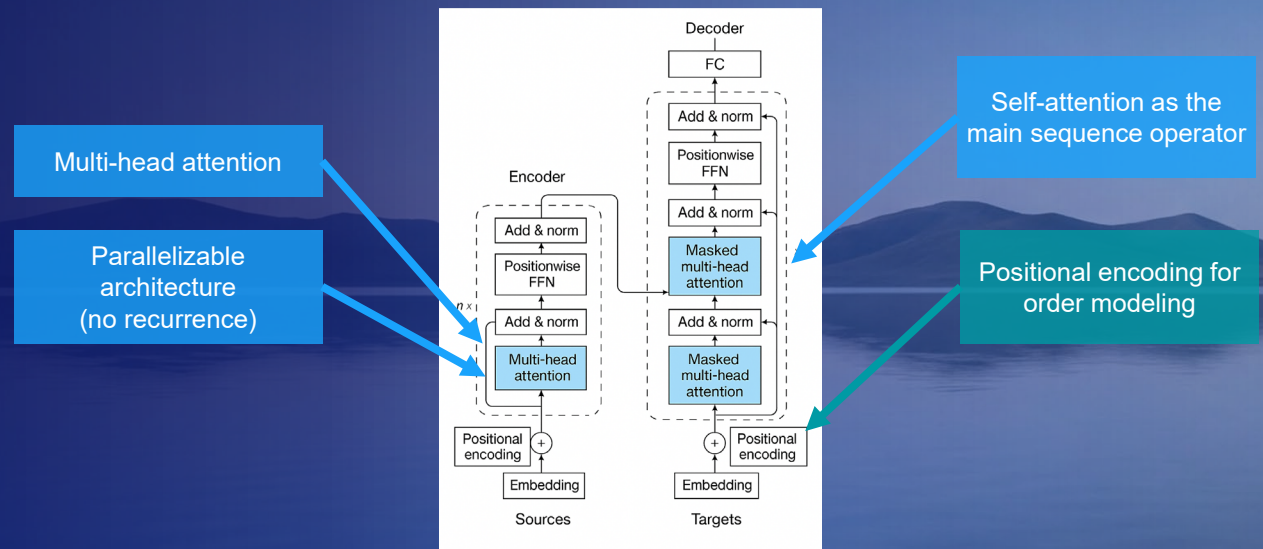 Multi-head attention
Parallelizable
architecture
(no recurrence)
Encoder
Add & norm
Positionwise
FFN
n x
Add & norm
Multi-head
attention
Positional
encoding
+
Embedding
Sources
Decoder
FC
Add & norm
Positionwise
FFN
Add & norm
Masked
multi-head
attention
Add & norm
Masked
multi-head
attention
+
Positional
encoding
Embedding
Targets
Self-attention as the
main sequence operator
Positional encoding for
order modeling